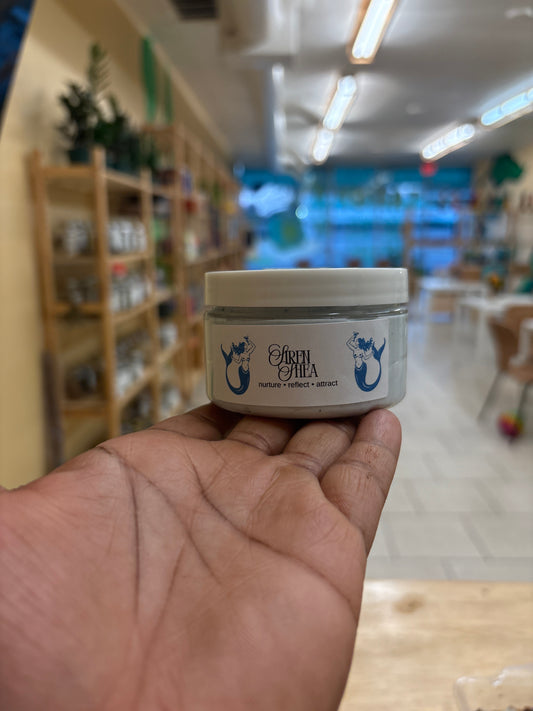 SIREN
SHEA
nurture • reflect • attract